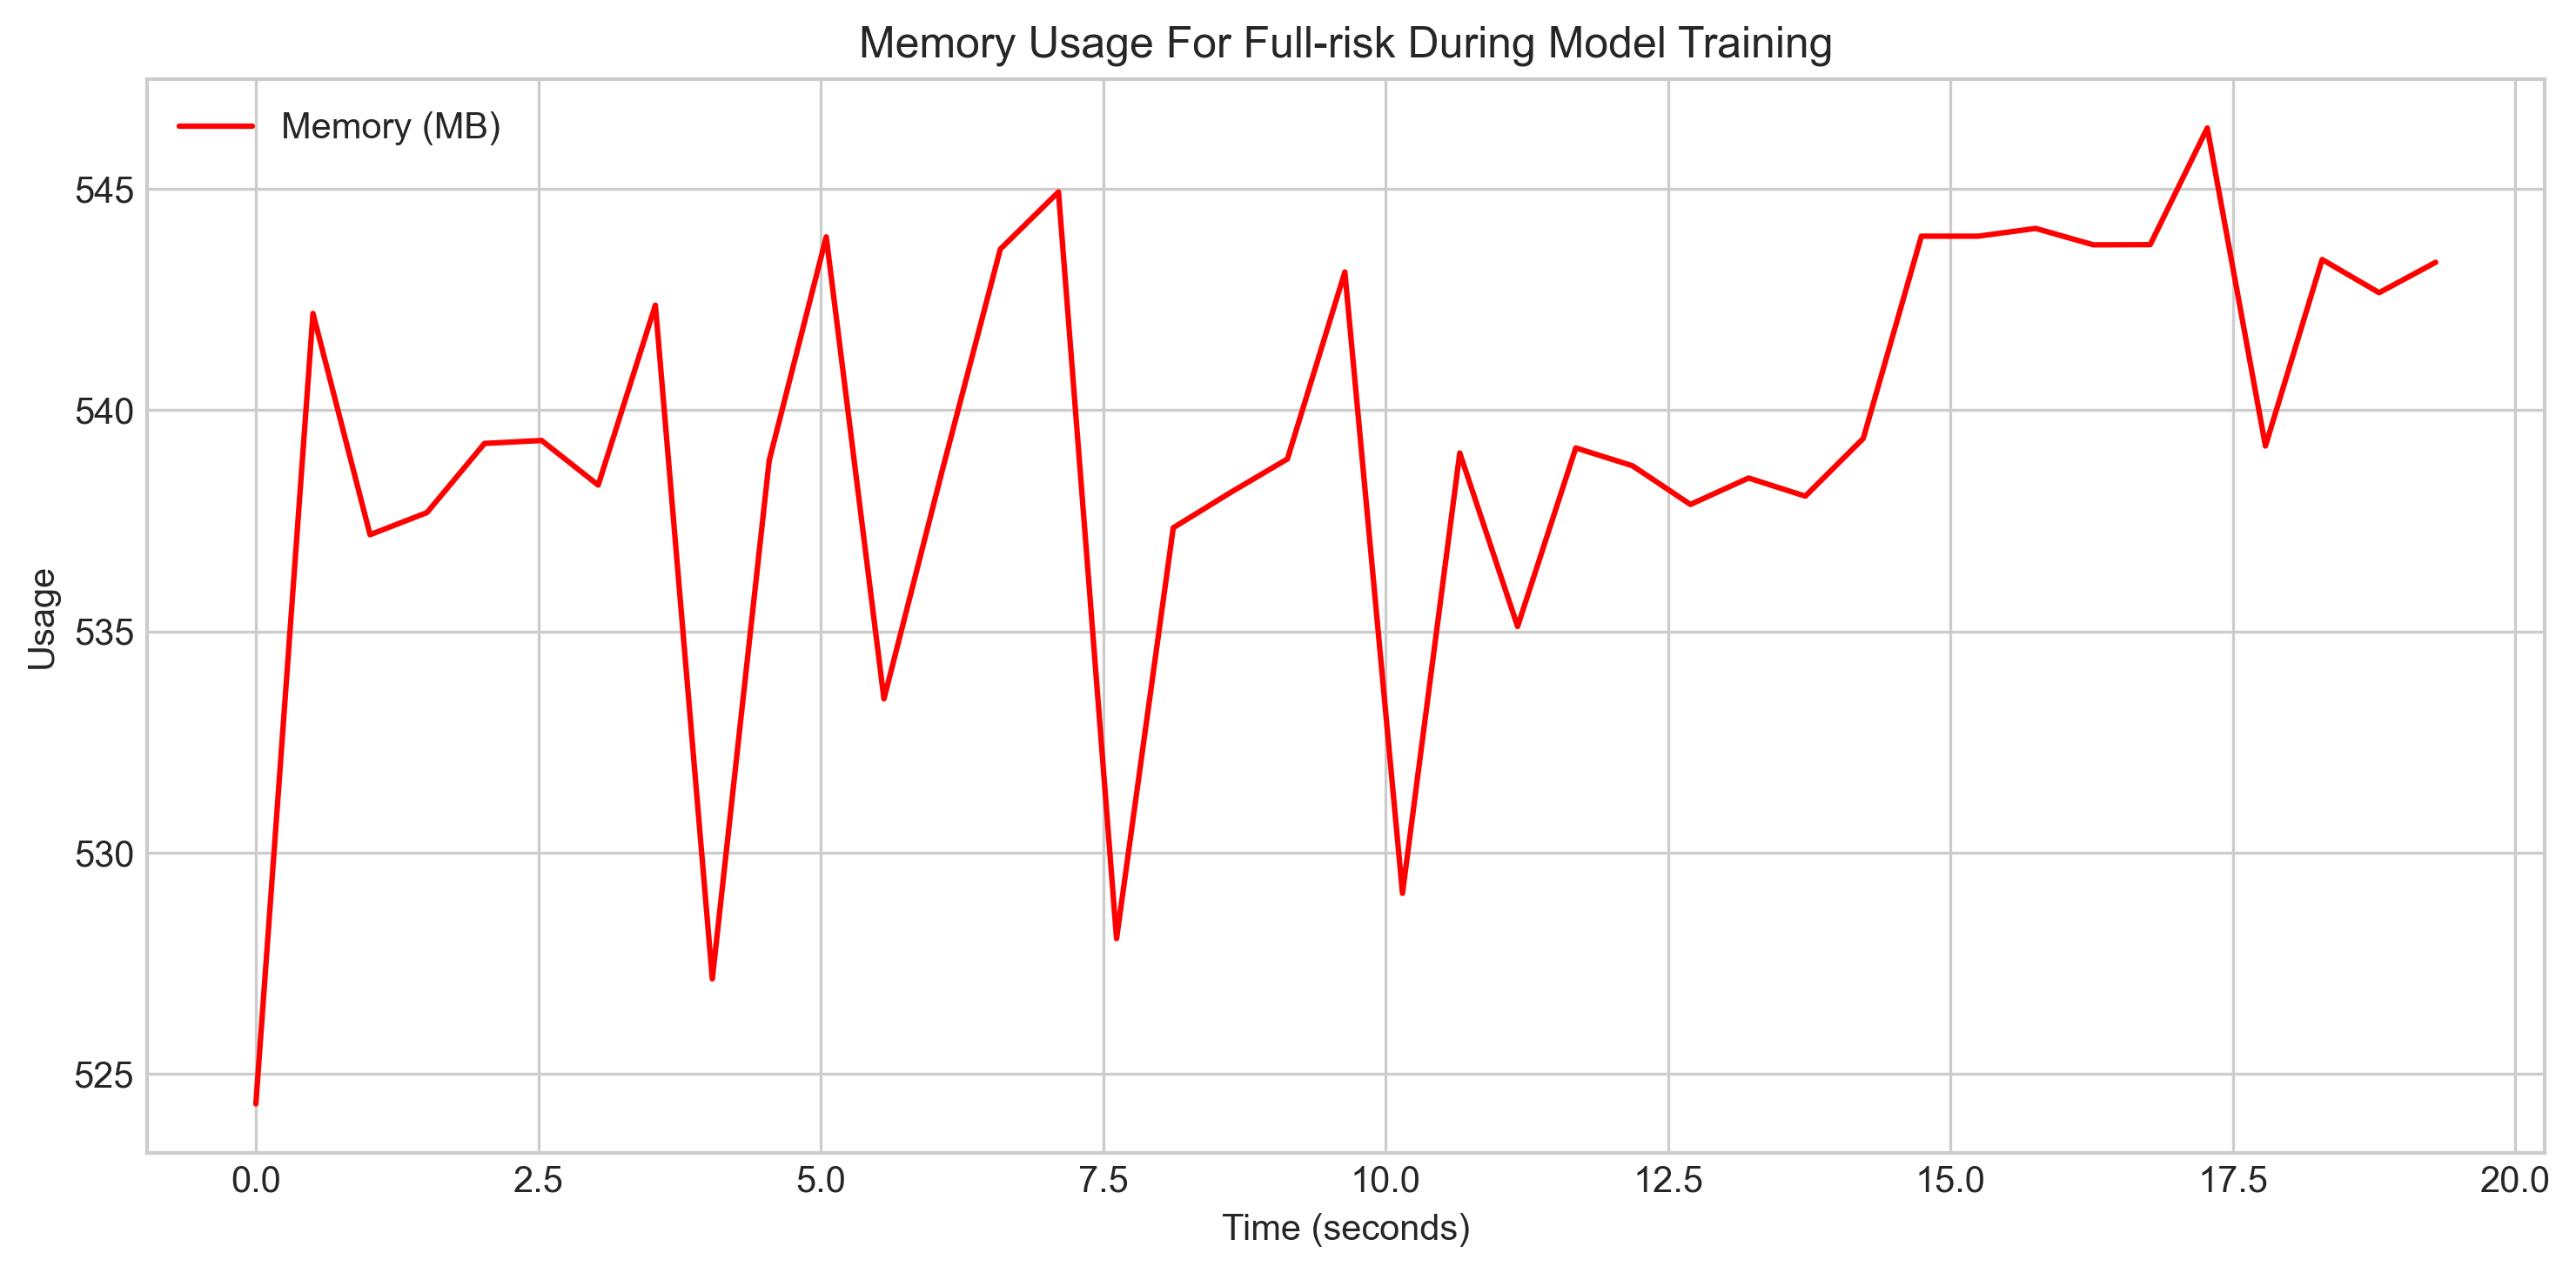 Memory Usage For Full-risk During Model Training
Memory (MB)
545
540
535
530
525
Usage
0.0 2.5 5.0 7.5 10.0 12.5 15.0 17.5 20.0
Time (seconds)